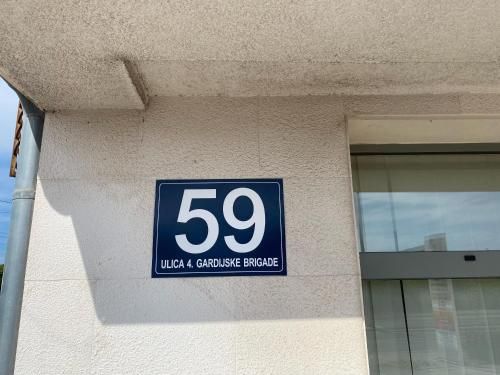 59
ULICA 4. GARDIJSKE BRIGADE